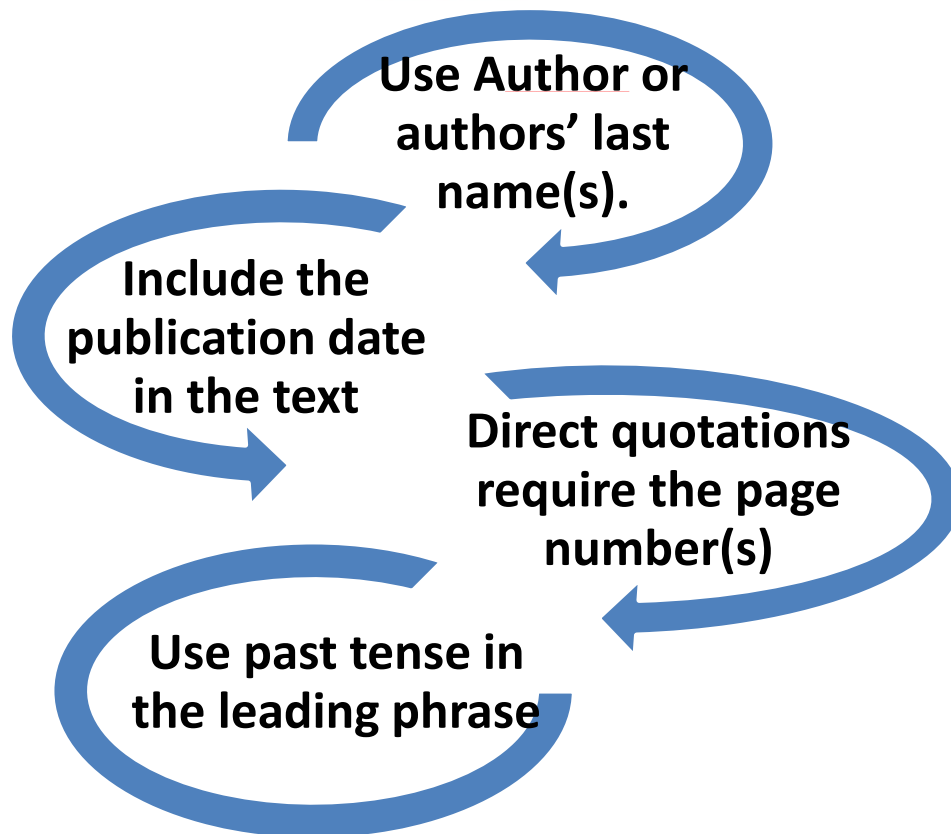 Use Author or
authors’ last
name(s).
Include the
publication date
in the text
Direct quotations
require the page
number(s)
Use past tense in
the leading phrase